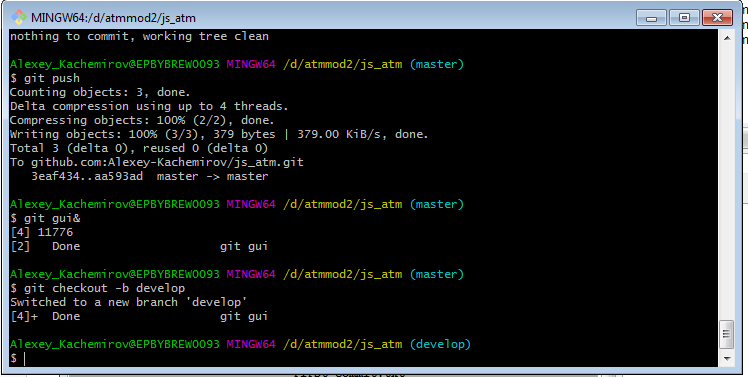 MINGW64:/d/atmmod2/js_atm
nothing to commit, working tree clean
Alexey_Kachemirov@EPBYBREW0093 MINGW64 /d/atmmod2/js_atm (master)
$ git push
Counting objects: 3, done.
Delta compression using up to 4 threads.
Compressing objects: 100% (2/2), done.
Writing objects: 100% (3/3), 379 bytes | 379.00 KiB/s, done.
Total 3 (delta 0), reused 0 (delta 0)
To github.com:Alexey-Kachemirov/js_atm.git
   3eaf434..aa593ad  master -> master
Alexey_Kachemirov@EPBYBREW0093 MINGW64 /d/atmmod2/js_atm (master)
$ git gui&
[4] 11776
[2]   Done                    git gui
Alexey_Kachemirov@EPBYBREW0093 MINGW64 /d/atmmod2/js_atm (master)
$ git checkout -b develop
Switched to a new branch 'develop'
[4]+  Done                    git gui
Alexey_Kachemirov@EPBYBREW0093 MINGW64 /d/atmmod2/js_atm (develop)
$